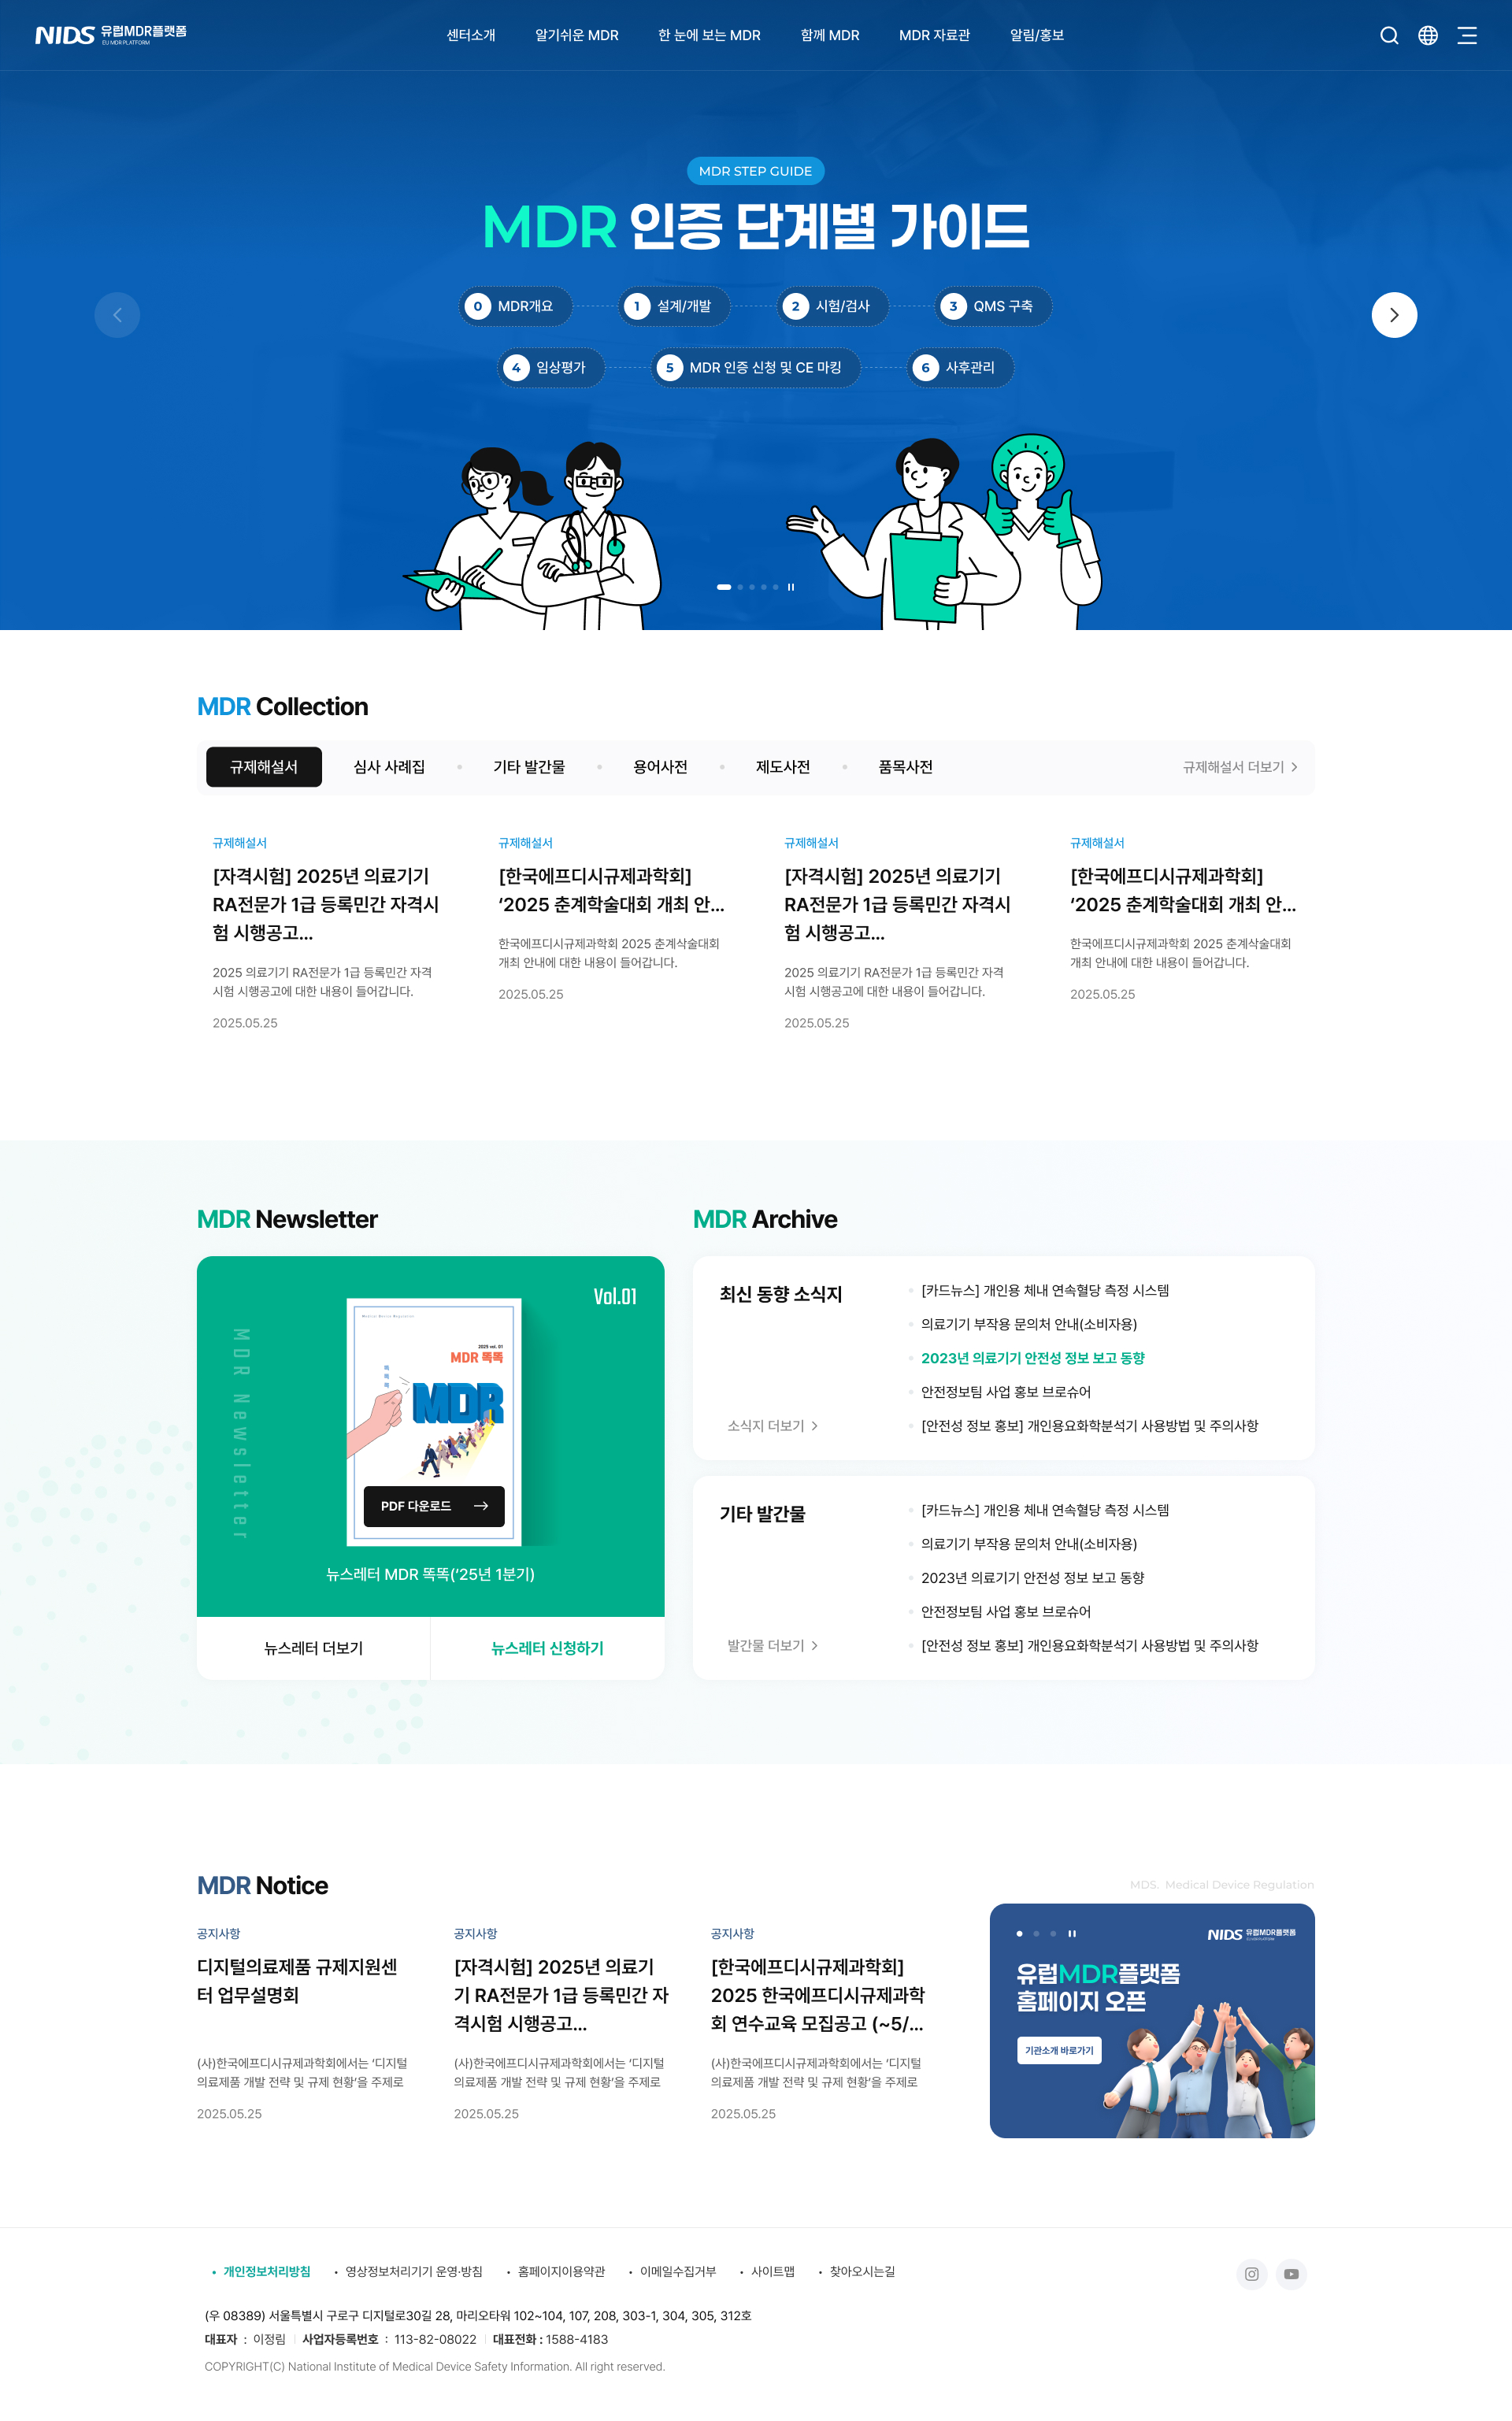 NIDS 유럽MDR플랫폼
EU MDR PLATFORM
센터소개 알기쉬운 MDR 한 눈에 보는 MDR 함께 MDR MDR 자료관 알림/홍보
MDR STEP GUIDE
MDR 인증 단계별 가이드
0 MDR개요 1 설계/개발 2 시험/검사 3 QMS 구축
4 임상평가 5 MDR 인증 신청 및 CE 마킹 6 사후관리
MDR Collection
규제해설서 심사 사례집 기타 발간물 용어사전 제도사전 품목사전 규제해설서 더보기
규제해설서
[자격시험] 2025년 의료기기
RA전문가 1급 등록민간 자격시
험 시행공고...
2025 의료기기 RA전문가 1급 등록민간 자격
시험 시행공고에 대한 내용이 들어갑니다.
2025.05.25
규제해설서
[한국에프디시규제과학회]
‘2025 춘계학술대회 개최 안...
한국에프디시규제과학회 2025 춘계삭술대회
개최 안내에 대한 내용이 들어갑니다.
2025.05.25
규제해설서
[자격시험] 2025년 의료기기
RA전문가 1급 등록민간 자격시
험 시행공고...
2025 의료기기 RA전문가 1급 등록민간 자격
시험 시행공고에 대한 내용이 들어갑니다.
2025.05.25
규제해설서
[한국에프디시규제과학회]
‘2025 춘계학술대회 개최 안...
한국에프디시규제과학회 2025 춘계삭술대회
개최 안내에 대한 내용이 들어갑니다.
2025.05.25
MDR Newsletter
Vol.01
MDR Newsletter
Medical Device Regulation
2025 vol. 01
MDR 똑똑
MDR
PDF 다운로드
뉴스레터 MDR 똑똑(‘25년 1분기)
뉴스레터 더보기 뉴스레터 신청하기
MDR Archive
최신 동향 소식지
[카드뉴스] 개인용 체내 연속혈당 측정 시스템
의료기기 부작용 문의처 안내(소비자용)
2023년 의료기기 안전성 정보 보고 동향
안전정보팀 사업 홍보 브로슈어
[안전성 정보 홍보] 개인용요화학분석기 사용방법 및 주의사항
소식지 더보기
기타 발간물
[카드뉴스] 개인용 체내 연속혈당 측정 시스템
의료기기 부작용 문의처 안내(소비자용)
2023년 의료기기 안전성 정보 보고 동향
안전정보팀 사업 홍보 브로슈어
[안전성 정보 홍보] 개인용요화학분석기 사용방법 및 주의사항
발간물 더보기
MDR Notice
공지사항
디지털의료제품 규제지원센
터 업무설명회
(사)한국에프디시규제과학회에서는 ‘디지털
의료제품 개발 전략 및 규제 현황’을 주제로
2025.05.25
공지사항
[자격시험] 2025년 의료기
기 RA전문가 1급 등록민간 자
격시험 시행공고...
(사)한국에프디시규제과학회에서는 ‘디지털
의료제품 개발 전략 및 규제 현황’을 주제로
2025.05.25
공지사항
[한국에프디시규제과학회]
2025 한국에프디시규제과학
회 연수교육 모집공고 (~5/...
(사)한국에프디시규제과학회에서는 ‘디지털
의료제품 개발 전략 및 규제 현황’을 주제로
2025.05.25
MDS. Medical Device Regulation
NIDS 유럽MDR플랫폼
유럽MDR플랫폼
홈페이지 오픈
기관소개 바로가기
개인정보처리방침 영상정보처리기기 운영·방침 홈페이지이용약관 이메일수집거부 사이트맵 찾아오시는길
(우 08389) 서울특별시 구로구 디지털로30길 28, 마리오타워 102~104, 107, 208, 303-1, 304, 305, 312호
대표자 : 이정림 사업자등록번호 : 113-82-08022 대표전화 : 1588-4183
COPYRIGHT(C) National Institute of Medical Device Safety Information. All right reserved.